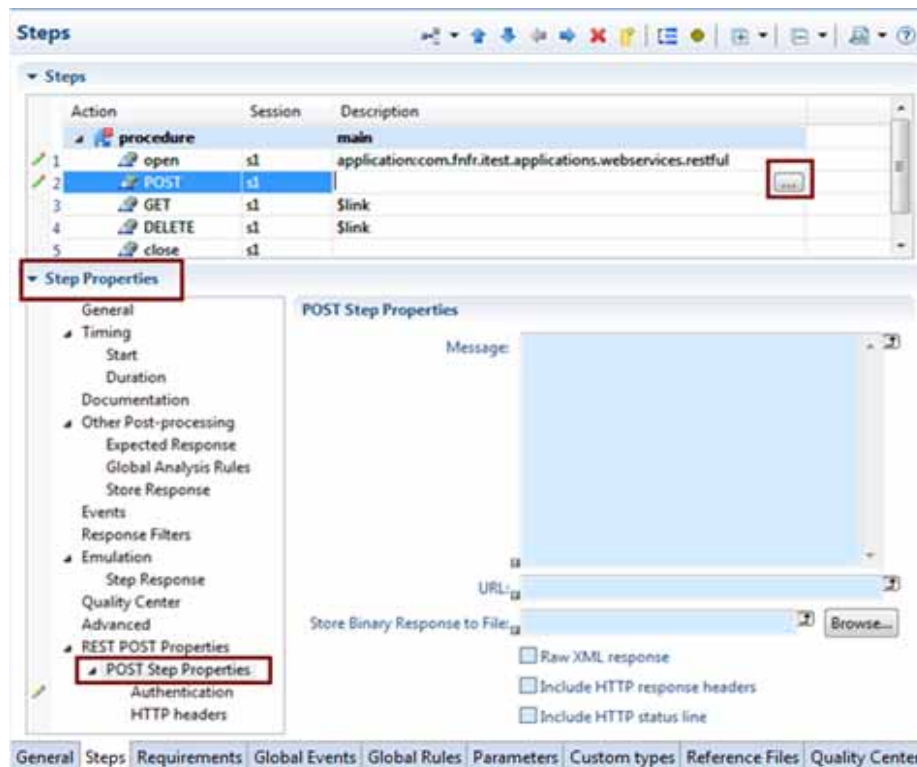 Steps
Steps
Action Session Description
procedure main
1 open s1 application:com.fnfr.itest.applications.webservices.restful
2 POST s1 ...
3 GET s1 $link
4 DELETE s1 $link
5 close s1
Step Properties
General
Timing
Start
Duration
Documentation
Other Post-processing
Expected Response
Global Analysis Rules
Store Response
Events
Response Filters
Emulation
Step Response
Quality Center
Advanced
REST POST Properties
POST Step Properties
Authentication
HTTP headers
POST Step Properties
Message:
URL:
Store Binary Response to File: Browse...
Raw XML response
Include HTTP response headers
Include HTTP status line
General Steps Requirements Global Events Global Rules Parameters Custom types Reference Files Quality Center